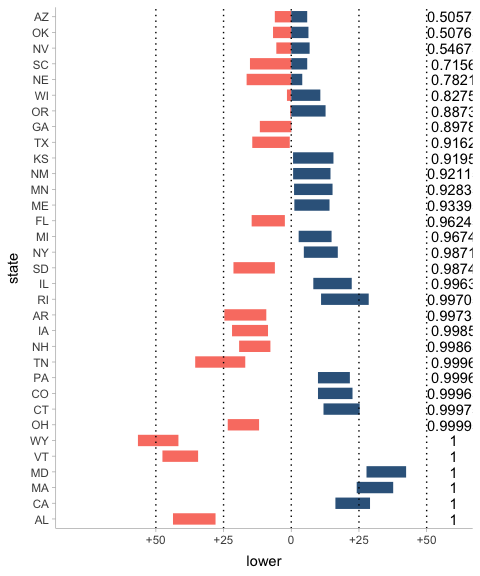 AZ 0.5057
OK 0.5076
NV 0.5467
SC 0.7156
NE 0.7821
WI 0.8275
OR 0.8873
GA 0.8978
TX 0.9162
KS 0.9195
NM 0.9211
MN 0.9283
ME 0.9339
FL 0.9624
MI 0.9674
NY 0.9871
SD 0.9874
IL 0.9963
RI 0.9970
AR 0.9973
IA 0.9985
NH 0.9986
TN 0.9996
PA 0.9996
CO 0.9996
CT 0.9997
OH 0.9999
WY 1
VT 1
MD 1
MA 1
CA 1
AL 1
state
+50 +25 0 +25 +50
lower